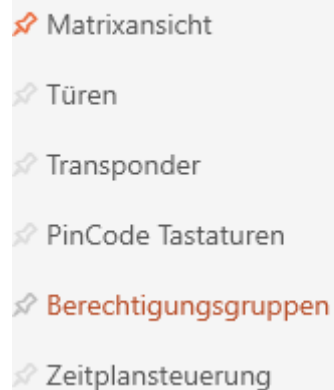 Matrixansicht
Türen
Transponder
PinCode Tastaturen
Berechtigungsgruppen
Zeitplansteuerung